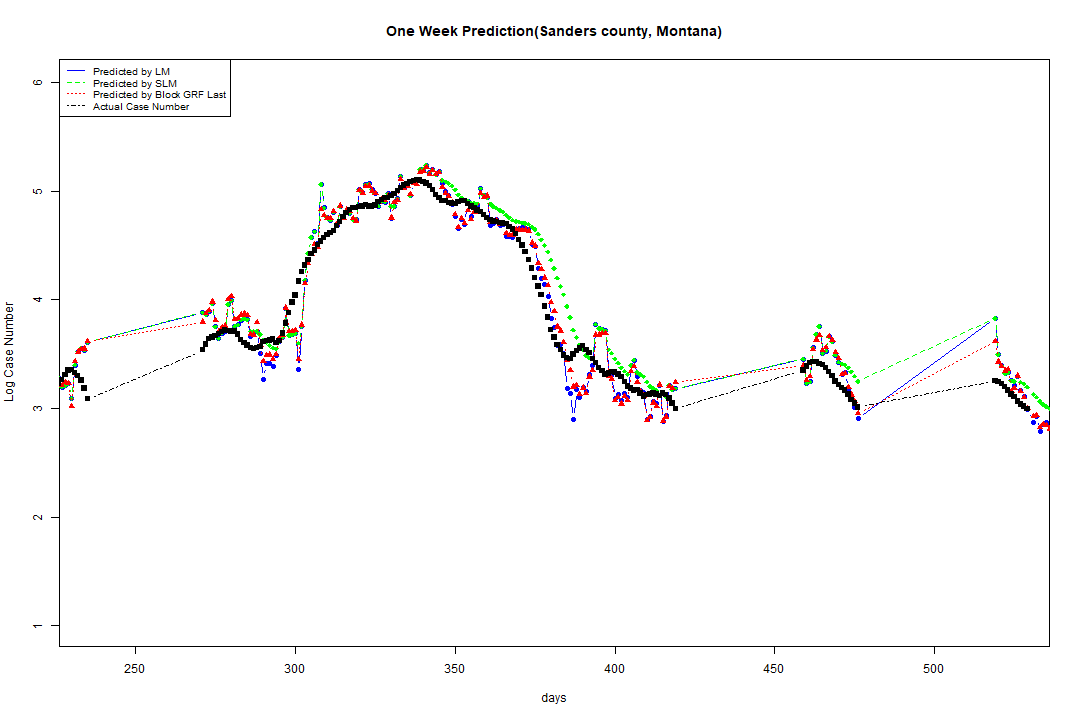 One Week Prediction(Sanders county, Montana)
Predicted by LM
Predicted by SLM
Predicted by Block GRF Last
Actual Case Number
6
5
4
3
2
1
Log Case Number
250 300 350 400 450 500
days